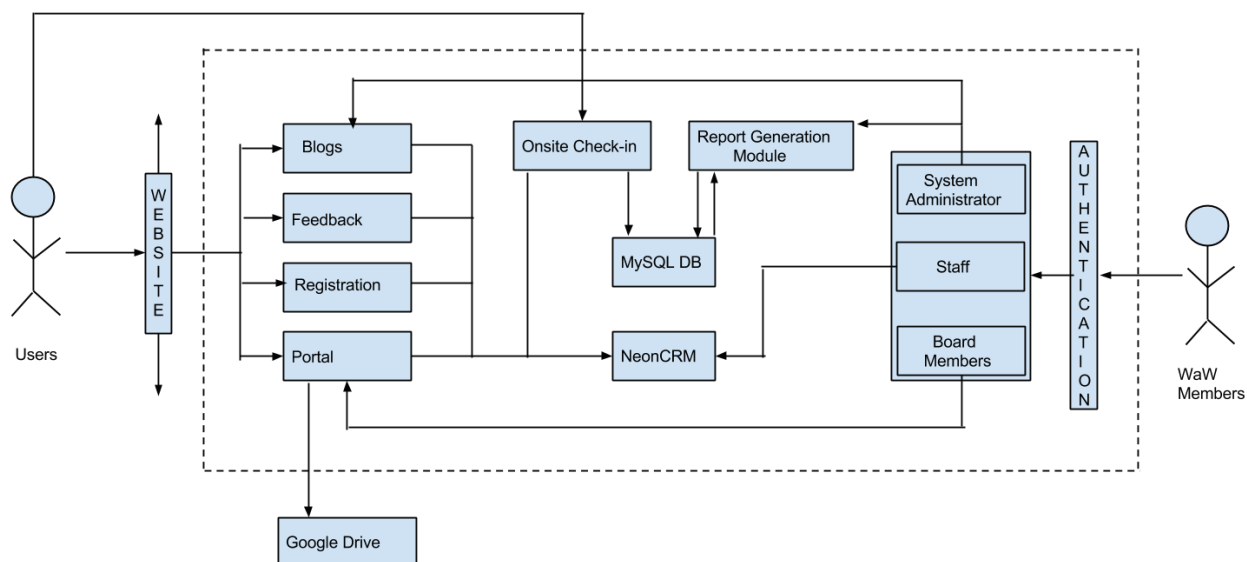 Blogs
Onsite Check-in
Report Generation
Module
WEBSITE
AUTHENTICATION
System
Administrator
Feedback
MySQL DB
Staff
Registration
Users
Portal
NeonCRM
Board
Members
WaW
Members
Google Drive